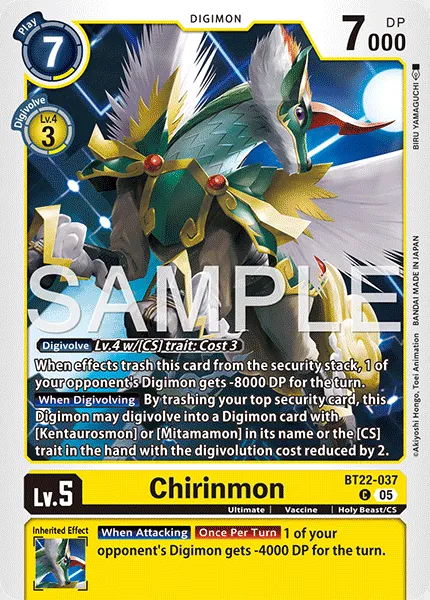 Play
7
DIGIMON
7000 DP
Digivolve
Lv.4
3
BIRU YAMAGUCHI
SAMPLE
©Akiyoshi Hongo, Toei Animation BANDAI MADE IN JAPAN
Digivolve Lv.4 w/[CS] trait: Cost 3
When effects trash this card from the security stack, 1 of
your opponent's Digimon gets -8000 DP for the turn.
When Digivolving By trashing your top security card, this
Digimon may digivolve into a Digimon card with
[Kentaurosmon] or [Mitamamon] in its name or the [CS]
trait in the hand with the digivolution cost reduced by 2.
Lv.5
Chirinmon
BT22-037
C 05
Ultimate | Vaccine | Holy Beast/CS
Inherited Effect
When Attacking Once Per Turn 1 of your
opponent's Digimon gets -4000 DP for the turn.